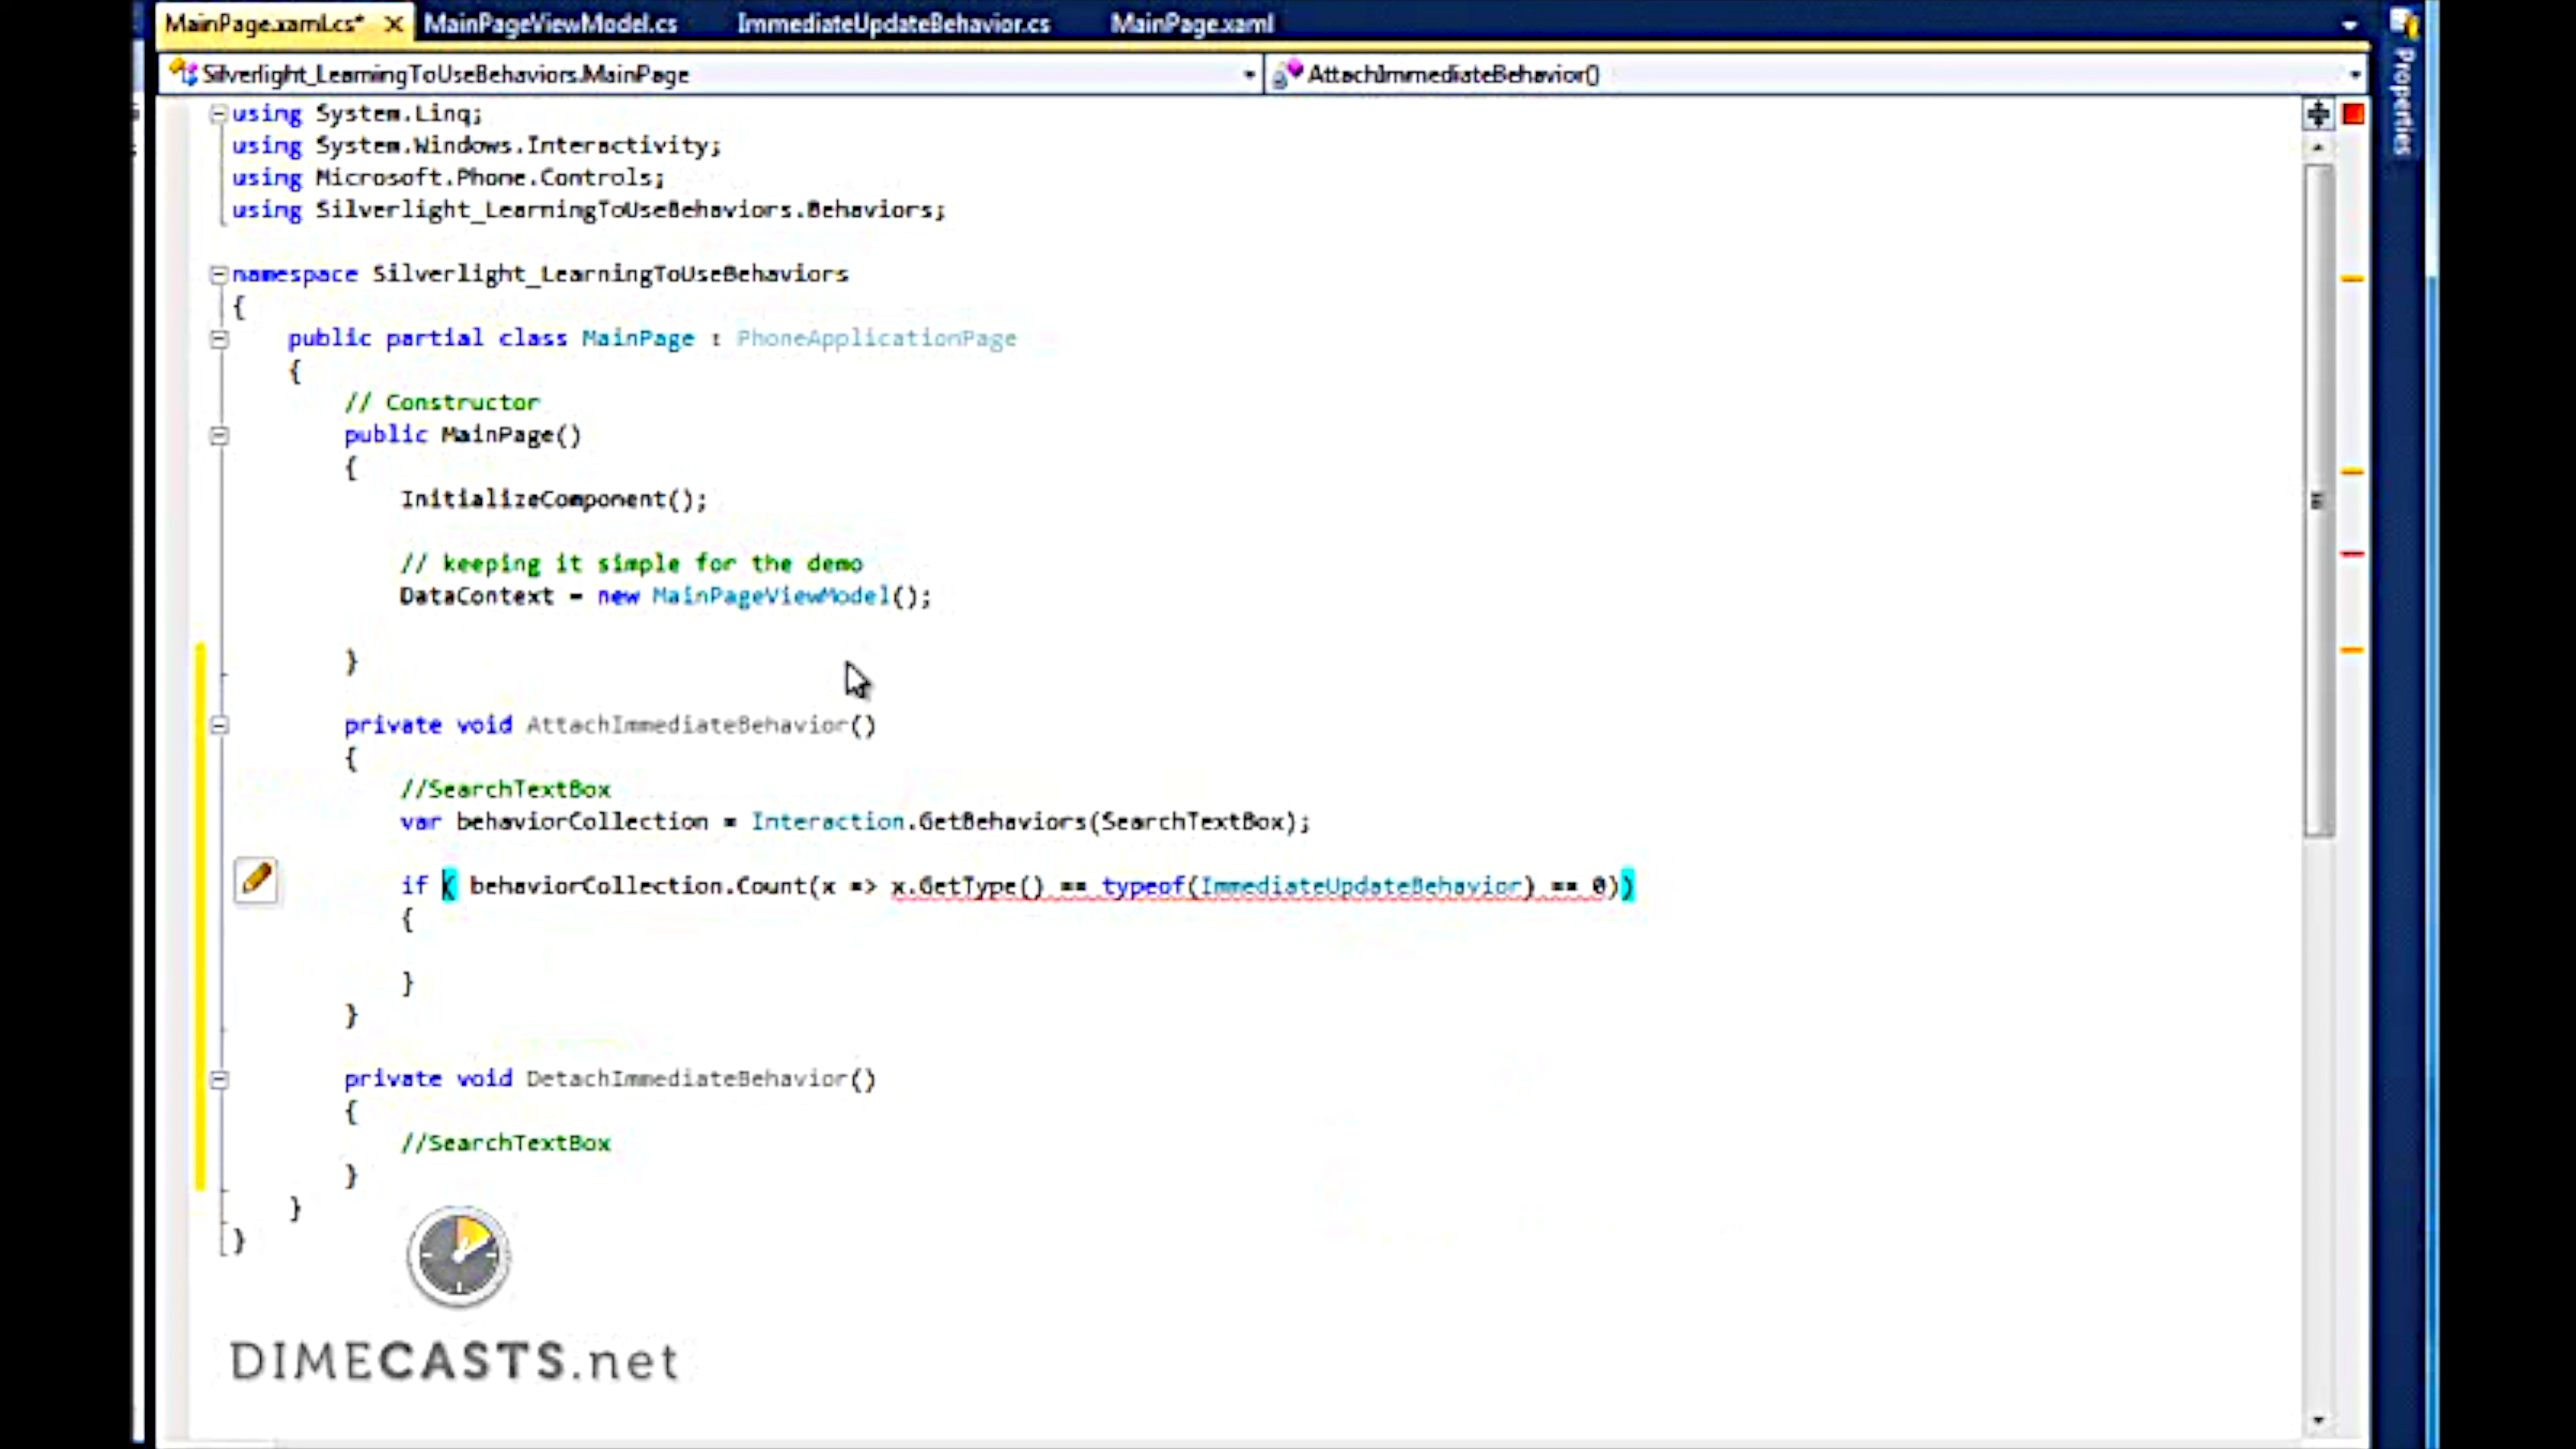 MainPage.xaml.cs* MainPageViewModel.cs ImmediateUpdateBehavior.cs MainPage.xaml
Silverlight_LearningToUseBehaviors.MainPage AttachImmediateBehavior()
Properties
using System.Linq;
using System.Windows.Interactivity;
using Microsoft.Phone.Controls;
using Silverlight_LearningToUseBehaviors.Behaviors;
namespace Silverlight_LearningToUseBehaviors
{
public partial class MainPage : PhoneApplicationPage
{
// Constructor
public MainPage()
{
InitializeComponent();
// keeping it simple for the demo
DataContext = new MainPageViewModel();
}
private void AttachImmediateBehavior()
{
//SearchTextBox
var behaviorCollection = Interaction.GetBehaviors(SearchTextBox);
if ( behaviorCollection.Count(x => x.GetType() == typeof(ImmediateUpdateBehavior) == 0))
{
}
}
private void DetachImmediateBehavior()
{
//SearchTextBox
}
}
}
DIMECASTS.net